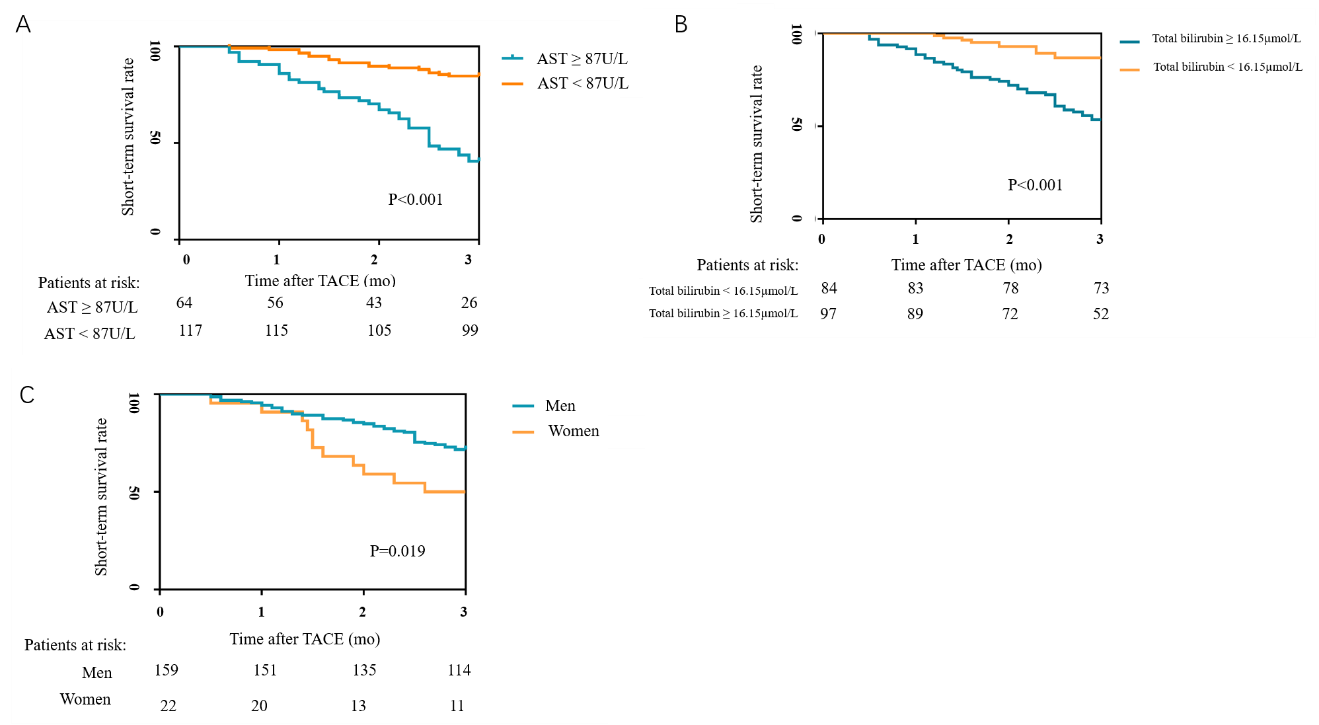 A
Short-term survival rate
100
50
0
AST ≥ 87U/L
AST < 87U/L
P<0.001
0 1 2 3
Time after TACE (mo)
Patients at risk:
AST ≥ 87U/L 64 56 43 26
AST < 87U/L 117 115 105 99
B
Short-term survival rate
100
50
0
Total bilirubin ≥ 16.15μmol/L
Total bilirubin < 16.15μmol/L
P<0.001
0 1 2 3
Patients at risk: Time after TACE (mo)
Total bilirubin < 16.15μmol/L 84 83 78 73
Total bilirubin ≥ 16.15μmol/L 97 89 72 52
C
Short-term survival rate
100
50
0
Men
Women
P=0.019
0 1 2 3
Time after TACE (mo)
Patients at risk:
Men 159 151 135 114
Women 22 20 13 11